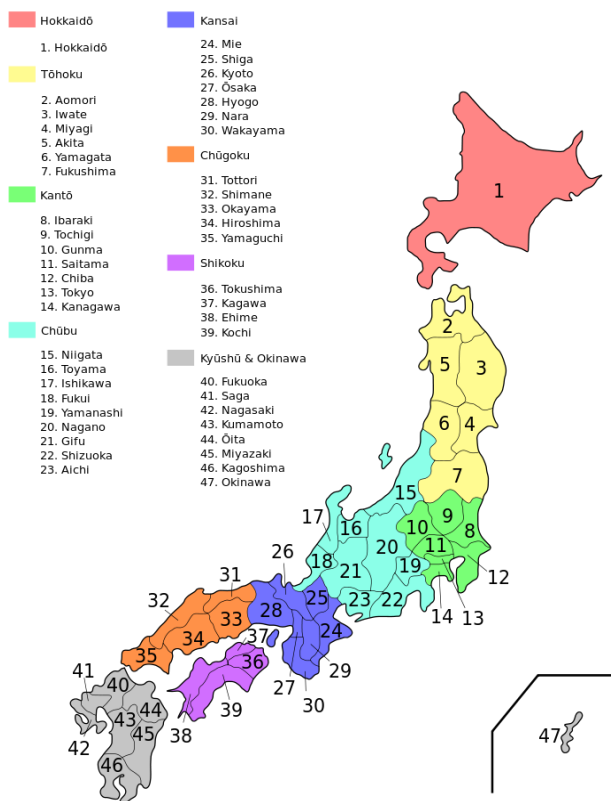 Hokkaidō
1. Hokkaidō
Tōhoku
2. Aomori
3. Iwate
4. Miyagi
5. Akita
6. Yamagata
7. Fukushima
Kantō
8. Ibaraki
9. Tochigi
10. Gunma
11. Saitama
12. Chiba
13. Tokyo
14. Kanagawa
Chūbu
15. Niigata
16. Toyama
17. Ishikawa
18. Fukui
19. Yamanashi
20. Nagano
21. Gifu
22. Shizuoka
23. Aichi
Kansai
24. Mie
25. Shiga
26. Kyoto
27. Ōsaka
28. Hyogo
29. Nara
30. Wakayama
Chūgoku
31. Tottori
32. Shimane
33. Okayama
34. Hiroshima
35. Yamaguchi
Shikoku
36. Tokushima
37. Kagawa
38. Ehime
39. Kochi
Kyūshū & Okinawa
40. Fukuoka
41. Saga
42. Nagasaki
43. Kumamoto
44. Ōita
45. Miyazaki
46. Kagoshima
47. Okinawa
1
2
5
3
6
4
7
15
17
16
10
9
8
18
20
11
21
19
12
26
23
22
14
13
31
25
32
28
33
24
34
37
35
36
29
41
40
27
30
39
43
44
38
42
45
46
47